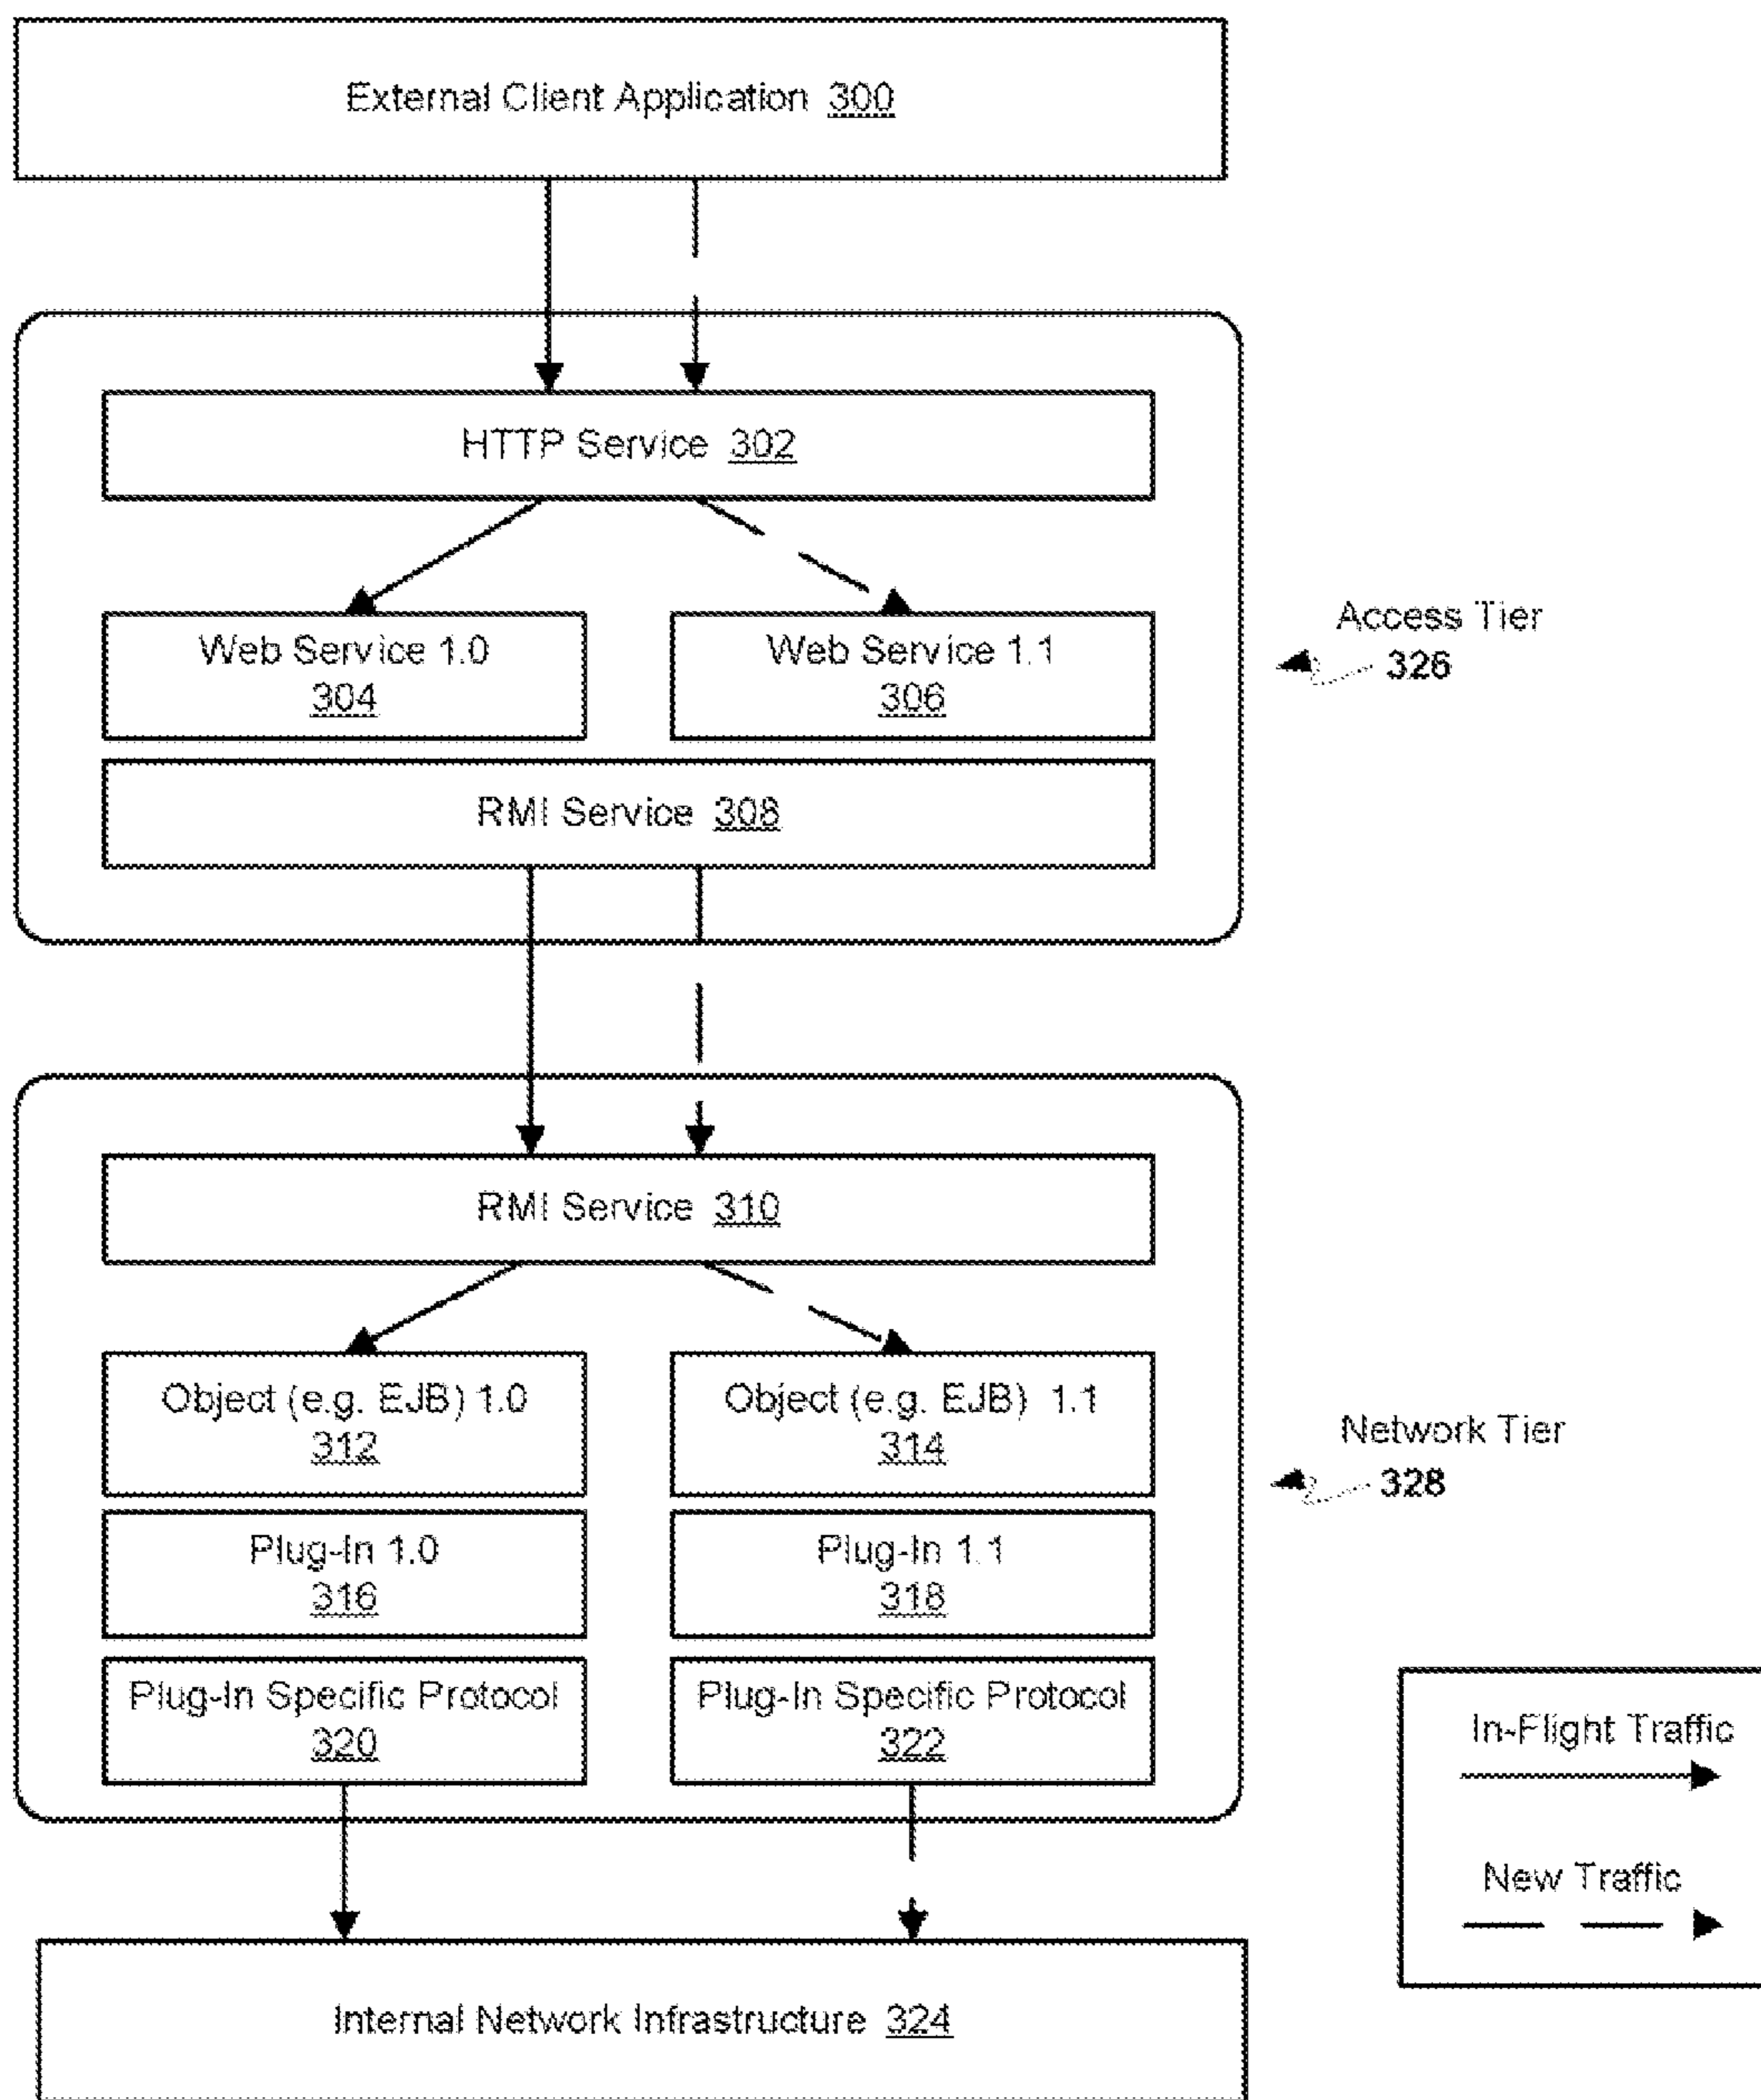 External Client Application 300
HTTP Service 302
Web Service 1.0
304
Web Service 1.1
306
RMI Service 308
Access Tier
326
RMI Service 310
Object (e.g. EJB) 1.0
312
Object (e.g. EJB) 1.1
314
Plug-In 1.0
316
Plug-In 1.1
318
Plug-In Specific Protocol
320
Plug-In Specific Protocol
322
Network Tier
328
In-Flight Traffic
New Traffic
Internal Network Infrastructure 324